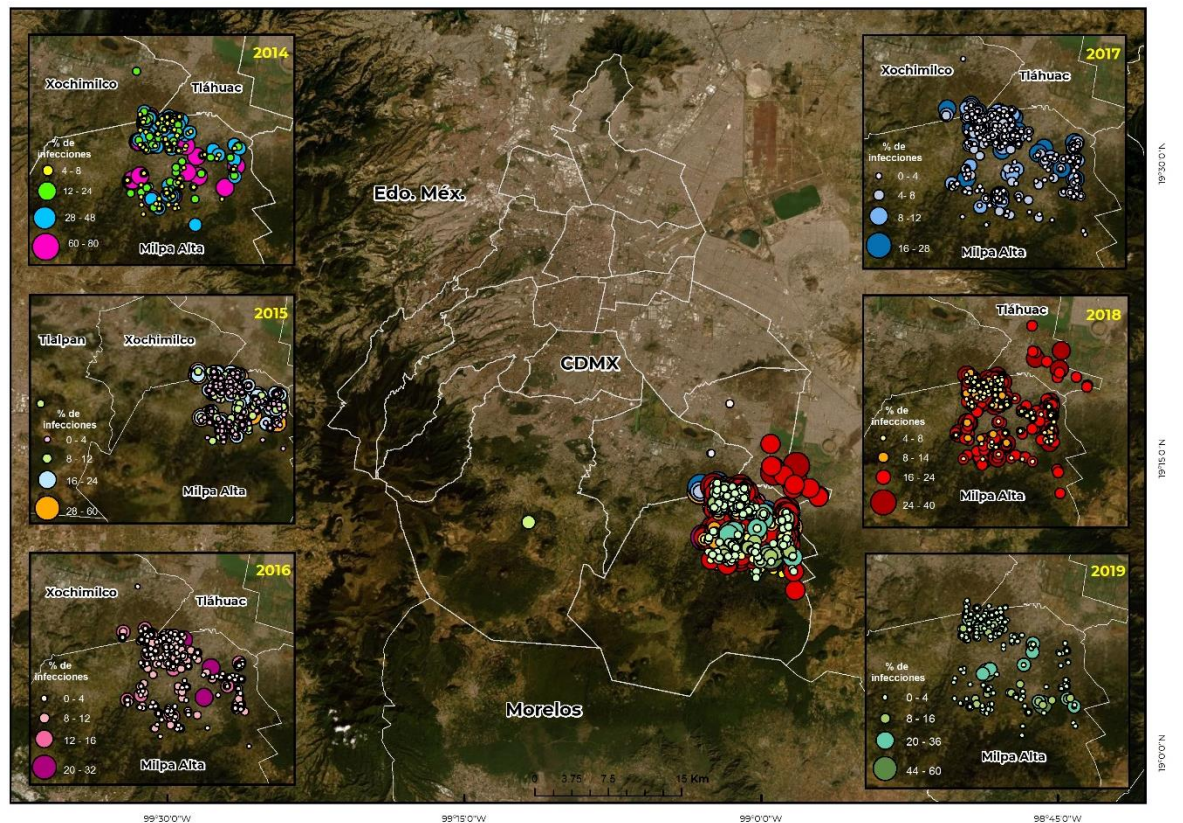 2014
Xochimilco
Tláhuac
% de
infecciones
4 - 8
12 - 24
28 - 48
60 - 80
Milpa Alta
2015
Tlalpan
Xochimilco
% de
infecciones
0 - 4
8 - 12
16 - 24
28 - 60
Milpa Alta
2016
Xochimilco
Tláhuac
% de
infecciones
0 - 4
8 - 12
12 - 16
20 - 32
Milpa Alta
Edo. Méx.
CDMX
Morelos
0 3.75 7.5 15 Km
2017
Xochimilco
Tláhuac
% de
infecciones
0 - 4
4 - 8
8 - 12
16 - 28
Milpa Alta
2018
Tláhuac
% de
infecciones
4 - 8
8 - 14
16 - 24
24 - 40
Milpa Alta
2019
% de
infecciones
0 - 4
8 - 16
20 - 36
44 - 60
Milpa Alta
19°30'0"N
19°15'0"N
19°0'0"N
99°30'0"W
99°15'0"W
99°0'0"W
98°45'0"W